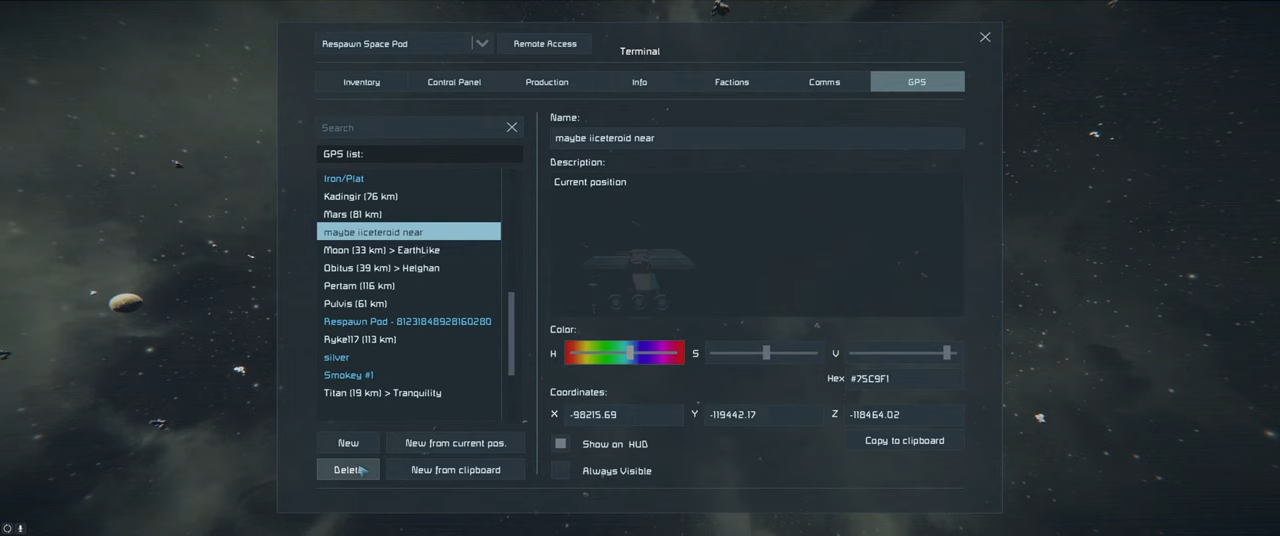 Respawn Space Pod
Remote Access
Terminal
Inventory
Control Panel
Production
Info
Factions
Comms
GPS
Search
GPS list:
Iron/Plat
Kadingir (76 km)
Mars (81 km)
maybe iiceteroid near
Moon (33 km) > EarthLike
Obitus (39 km) > Helghan
Pertam (116 km)
Pulvis (61 km)
Respawn Pod - 81231848928160280
Ryke117 (113 km)
silver
Smokey #1
Titan (19 km) > Tranquility
New
New from current pos.
Delete
New from clipboard
Name:
maybe iiceteroid near
Description:
Current position
Color:
H
S
V
Hex #75C9F1
Coordinates:
X -98215.69
Y -119442.17
Z -118464.02
Show on HUD
Copy to clipboard
Always Visible